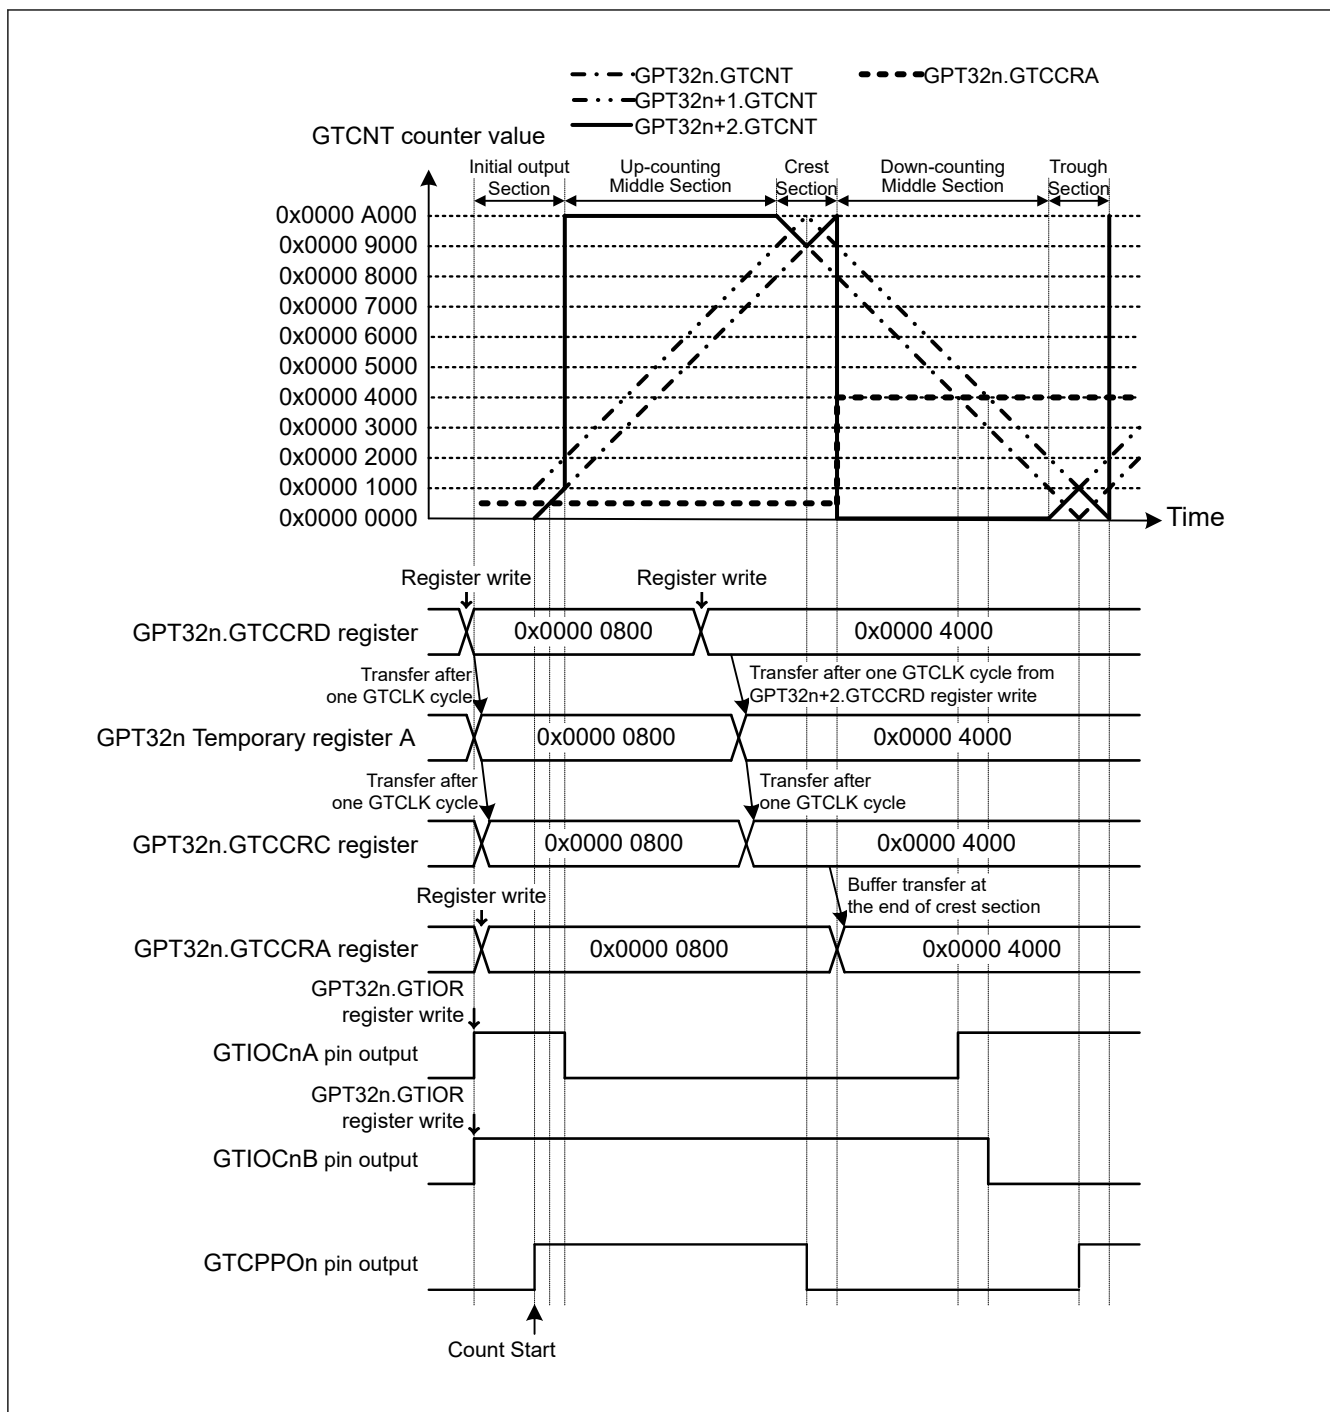 GPT32n.GTCNT
GPT32n.GTCCRA
GPT32n+1.GTCNT
GPT32n+2.GTCNT
GTCNT counter value
Initial output
Section
Up-counting
Middle Section
Crest
Section
Down-counting
Middle Section
Trough
Section
0x0000 A000
0x0000 9000
0x0000 8000
0x0000 7000
0x0000 6000
0x0000 5000
0x0000 4000
0x0000 3000
0x0000 2000
0x0000 1000
0x0000 0000
Time
Register write
Register write
GPT32n.GTCCRD register
0x0000 0800
0x0000 4000
Transfer after
one GTCLK cycle
Transfer after one GTCLK cycle from
GPT32n+2.GTCCRD register write
GPT32n Temporary register A
0x0000 0800
0x0000 4000
Transfer after
one GTCLK cycle
Transfer after
one GTCLK cycle
GPT32n.GTCCRC register
0x0000 0800
0x0000 4000
Register write
Buffer transfer at
the end of crest section
GPT32n.GTCCRA register
0x0000 0800
0x0000 4000
GPT32n.GTIOR
register write
GTIOCnA pin output
GPT32n.GTIOR
register write
GTIOCnB pin output
GTCPPOn pin output
Count Start